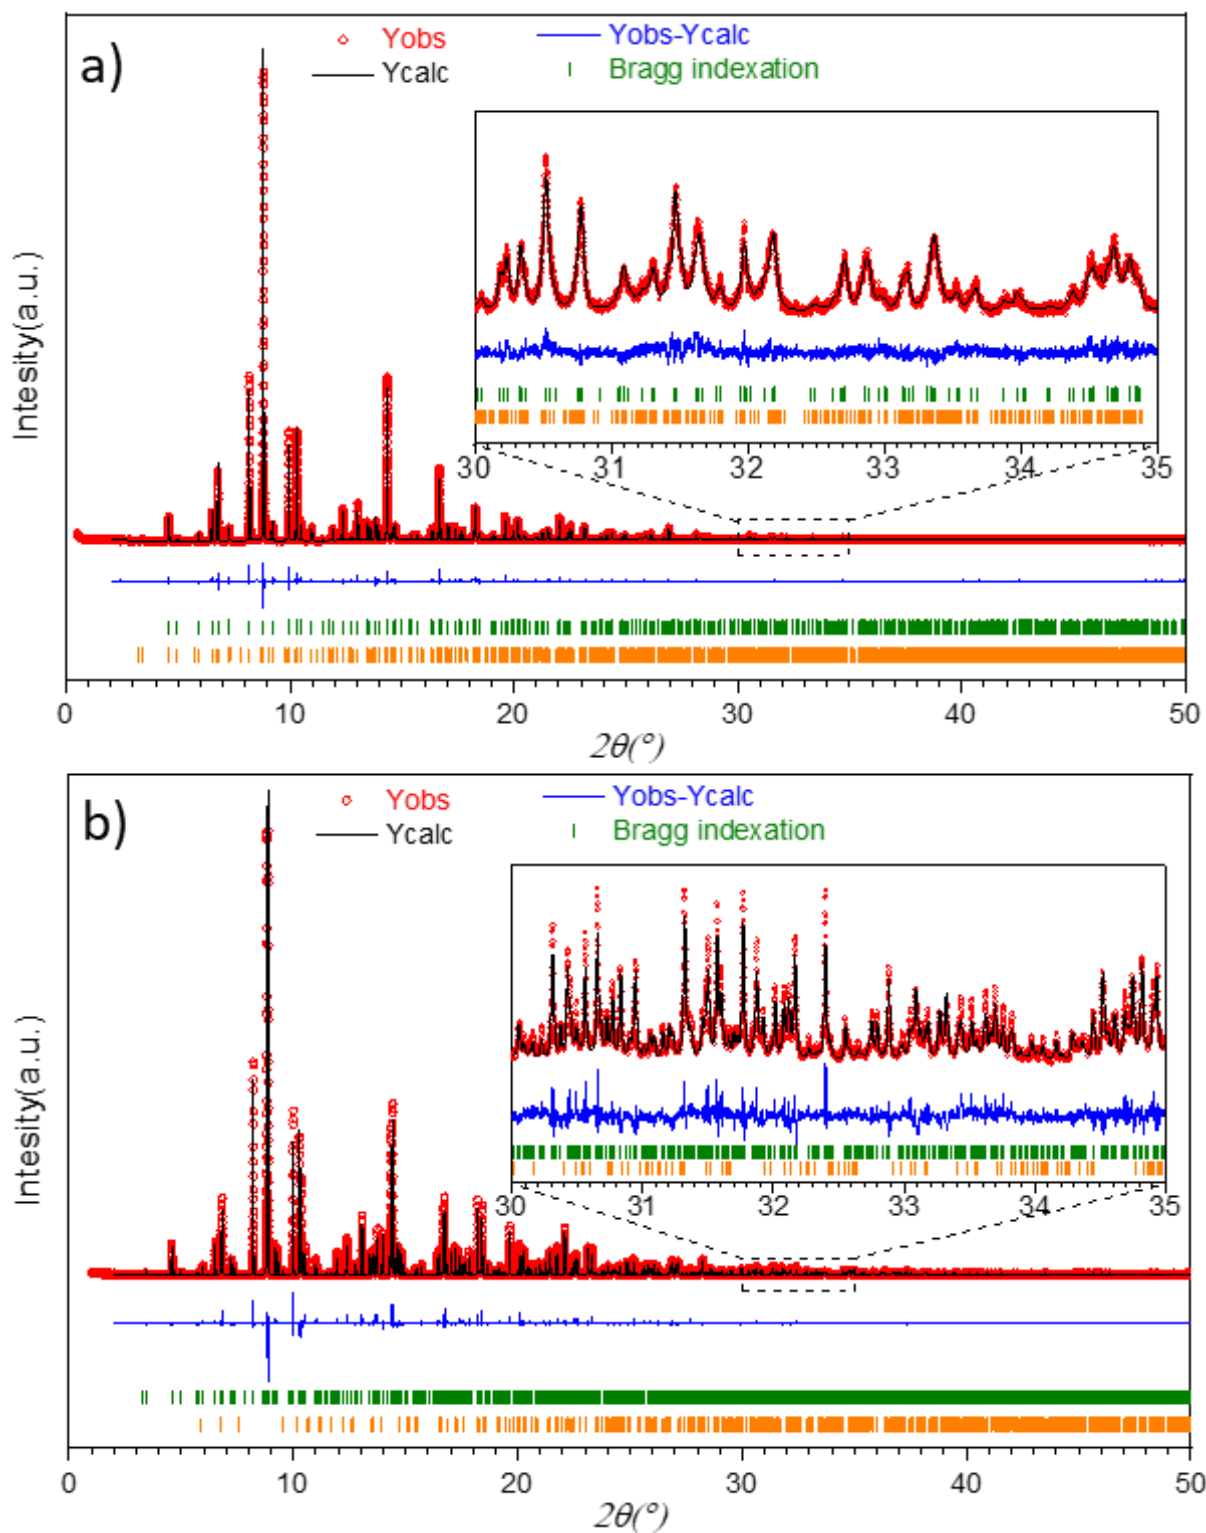 a)
Yobs
Yobs-Ycalc
Ycalc
Bragg indexation
Intesity(a.u.)
30 31 32 33 34 35
0 10 20 30 40 50
2θ(°)
b)
Yobs
Yobs-Ycalc
Ycalc
Bragg indexation
Intesity(a.u.)
30 31 32 33 34 35
0 10 20 30 40 50
2θ(°)